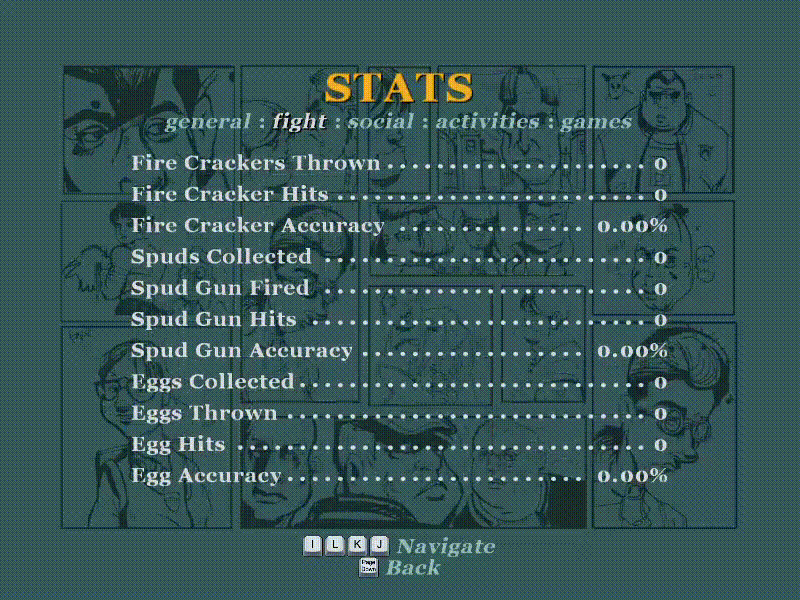 STATS
general : fight : social : activities : games
Fire Crackers Thrown ........................ 0
Fire Cracker Hits ............................. 0
Fire Cracker Accuracy ................. 0.00%
Spuds Collected .............................. 0
Spud Gun Fired .............................. 0
Spud Gun Hits ............................... 0
Spud Gun Accuracy ..................... 0.00%
Eggs Collected ................................ 0
Eggs Thrown ................................. 0
Egg Hits ...................................... 0
Egg Accuracy ............................ 0.00%
I L K J Navigate
Page Down Back